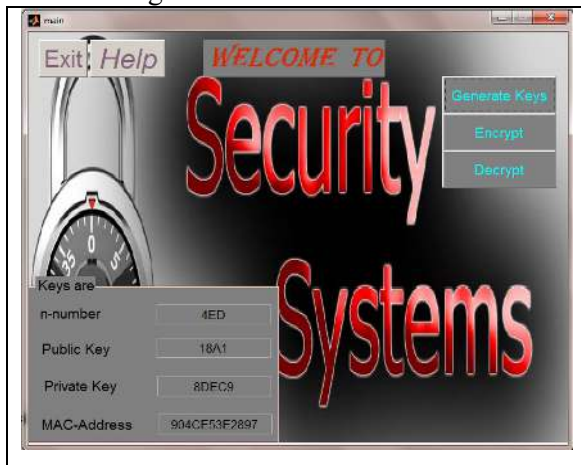 main
Exit Help
WELCOME TO
Security
Systems
Generate Keys
Encrypt
Decrypt
Keys are
n-number 4ED
Public Key 18A1
Private Key 8DEC9
MAC-Address 904CE53E2897